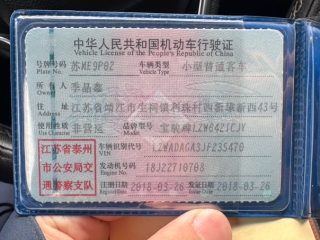 中华人民共和国机动车行驶证
Vehicle License of the People's Republic of China
号牌号码 苏ME9P02 车辆类型 小型普通客车
Plate No. Vehicle Type
所有人 季晶鑫
Owner
住址 江苏省靖江市生祠镇利珠村四新埭新西43号
Address
使用性质 非营运 品牌型号 宝骏牌LZW6421CJY
Use Character Model
江苏省泰州
市公安局交
通警察支队
车辆识别代号 LZWADAGA3JF235470
VIN
发动机号码 18J22710708
Engine No.
注册日期 2018-03-26 发证日期 2018-03-26
Register Date Issue Date